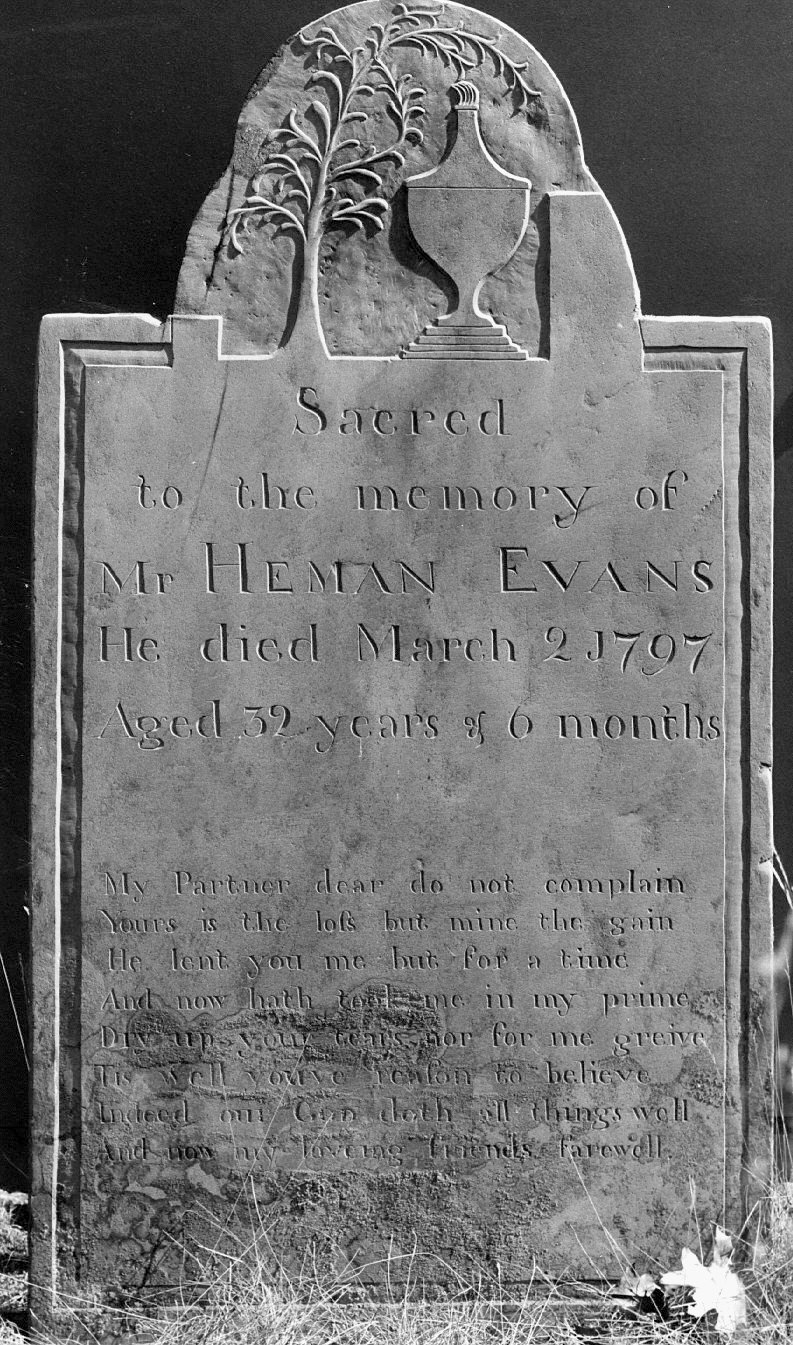 Sacred
to the memory of
Mr HEMAN EVANS
He died March 2 1797
Aged 32 years & 6 months
My Partner dear do not complain
Yours is the loſs but mine the gain
He lent you me but for a time
And now hath took me in my prime
Dry up your tears nor for me greive
Tis well youve reaſon to believe
Indeed our GOD doth all things well
And now my loveing friends farewell.